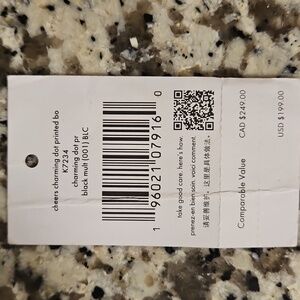 cheers charming dot printed bo
K7234
charming dot pr
black multi (001) BLC
1 96021 07916 0
take good care. here's how.
prenez-en bien soin. voici comment.
请妥善维护。这里是具体做法。
Comparable Value
CAD $249.00
USD $199.00